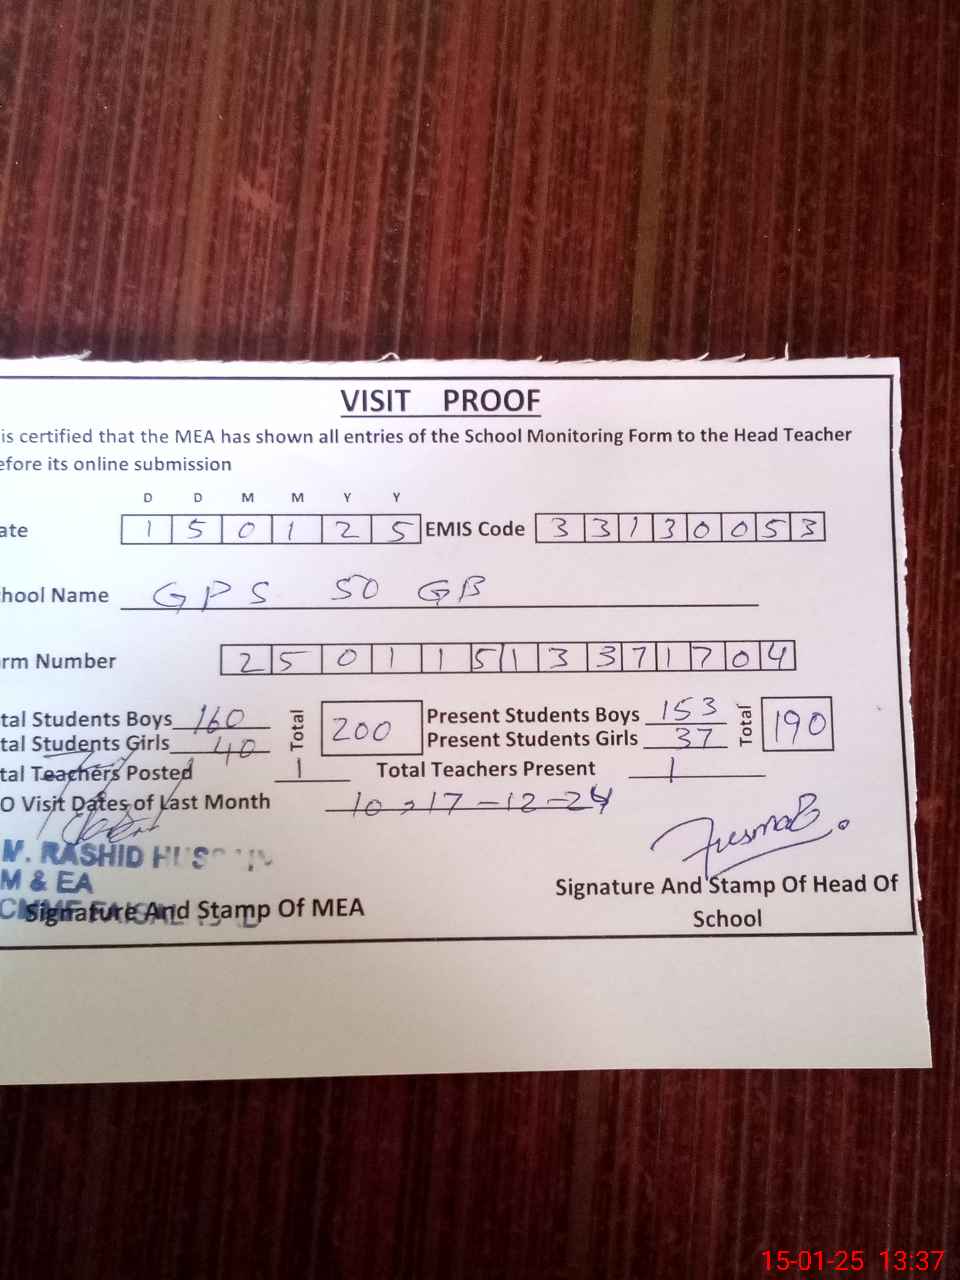 VISIT PROOF
is certified that the MEA has shown all entries of the School Monitoring Form to the Head Teacher
efore its online submission
D D M M Y Y
ate 1 5 0 1 2 5 EMIS Code 3 3 1 3 0 0 5 3
hool Name GPS 50 GB
rm Number 2 5 0 1 1 5 1 3 3 7 1 7 0 4
tal Students Boys 160 Total 200 Present Students Boys 153 Total 190
tal Students Girls 40 Present Students Girls 37
tal Teachers Posted 1 Total Teachers Present 1
O Visit Dates of Last Month 10, 17-12-24
M. RASHID HUSSAIN
M & EA
Signature And Stamp Of MEA
Signature And Stamp Of Head Of
School
15-01-25 13:37